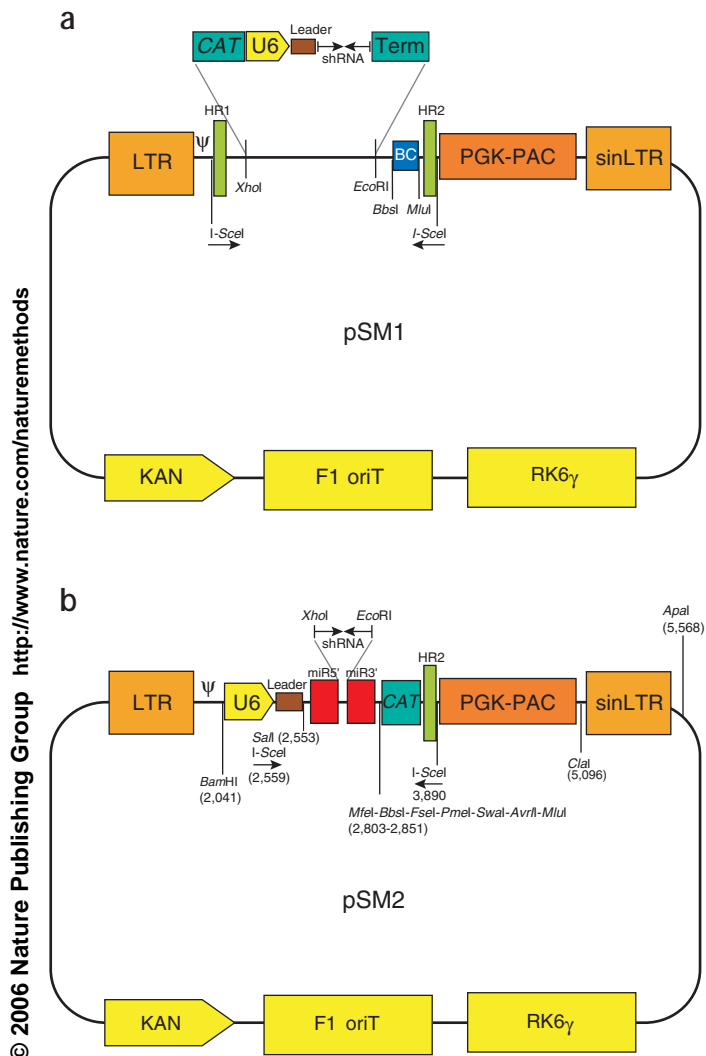 a
CAT U6 Leader shRNA Term
HR1 HR2
LTR ψ BC PGK-PAC sinLTR
XhoI EcoRI
BbsI MluI
I-SceI I-SceI
pSM1
KAN F1 oriT RK6γ
b
XhoI EcoRI
shRNA
ApaI
(5,568)
HR2
LTR ψ U6 Leader miR5' miR3' CAT PGK-PAC sinLTR
SalI (2,553)
I-SceI
(2,559)
BamHI
(2,041)
I-SceI
3,890
ClaI
(5,096)
MfeI-BbsI-FseI-PmeI-SwaI-AvrII-MluI
(2,803-2,851)
pSM2
KAN F1 oriT RK6γ
© 2006 Nature Publishing Group http://www.nature.com/naturemethods